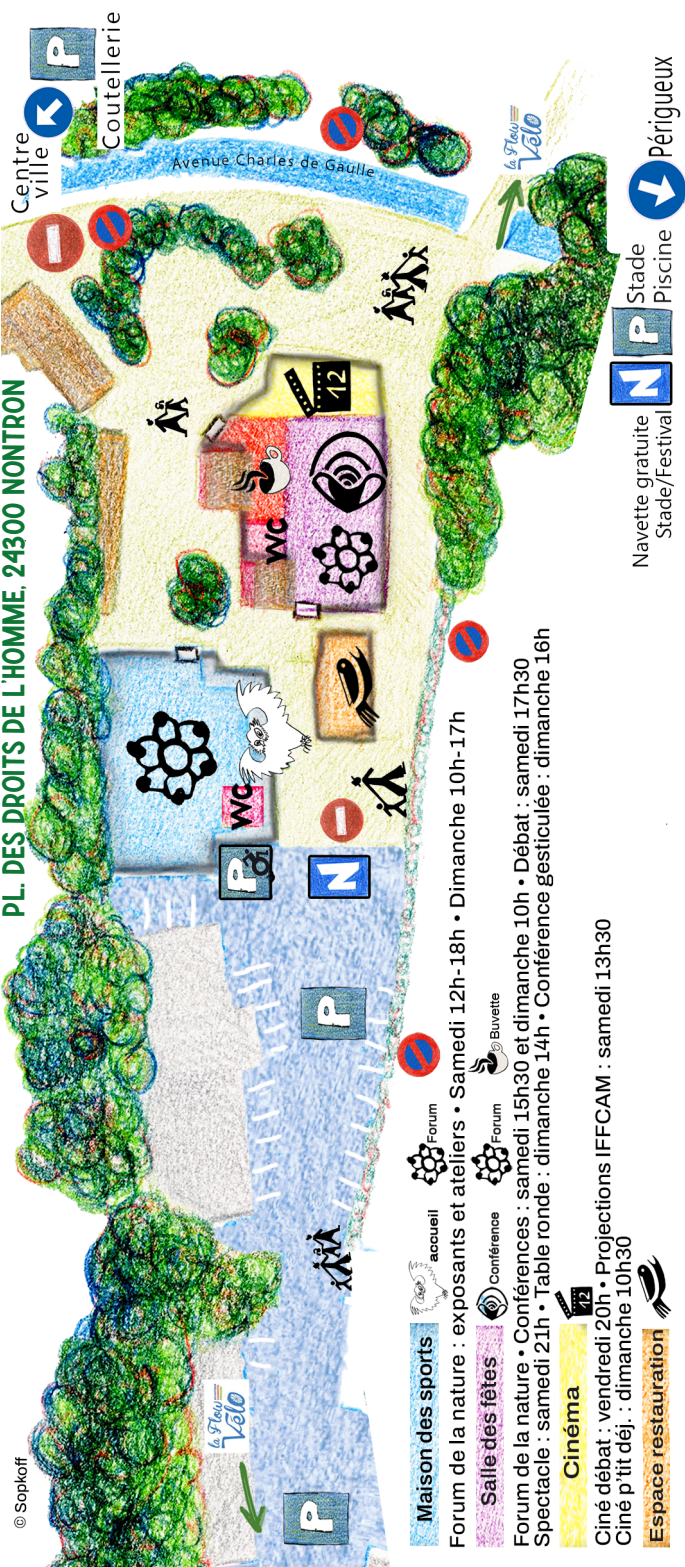 PL. DES DROITS DE L'HOMME, 24300 NONTRON
© Sopkoff
Centre
ville
P
Coutellerie
Avenue Charles de Gaulle
la Flow
Vélo
12
WC
WC
P
N
P
P
la Flow
Vélo
N
P
Stade
Piscine
Périgueux
Navette gratuite
Stade/Festival
Maison des sports
accueil
Forum
Forum de la nature : exposants et ateliers • Samedi 12h-18h • Dimanche 10h-17h
Salle des fêtes
Conférence
Forum
Buvette
Forum de la nature • Conférences : samedi 15h30 et dimanche 10h • Débat : samedi 17h30
Spectacle : samedi 21h • Table ronde : dimanche 14h • Conférence gesticulée : dimanche 16h
Cinéma
12
Ciné débat : vendredi 20h • Projections IFFCAM : samedi 13h30
Ciné p'tit déj. : dimanche 10h30
Espace restauration